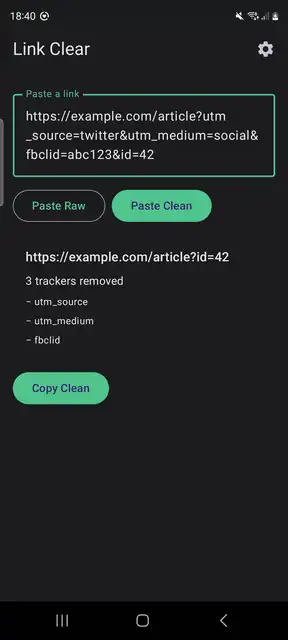 18:40
Link Clear
Paste a link
https://example.com/article?utm
_source=twitter&utm_medium=social&
fbclid=abc123&id=42
Paste Raw
Paste Clean
https://example.com/article?id=42
3 trackers removed
- utm_source
- utm_medium
- fbclid
Copy Clean